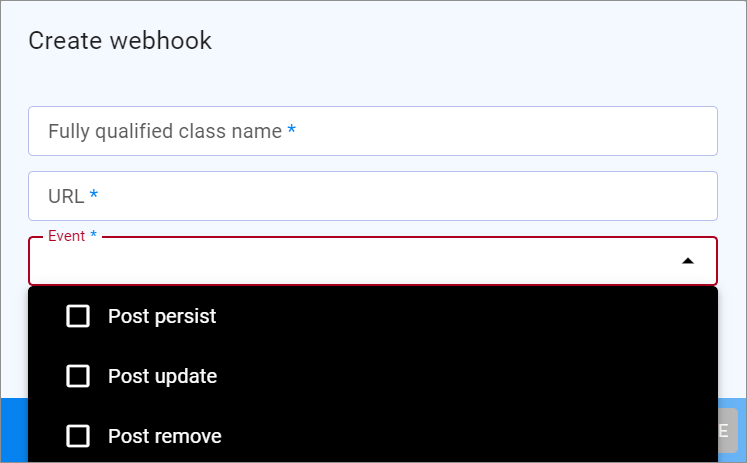 Create webhook
Fully qualified class name *
URL *
Event *
Post persist
Post update
Post remove
E